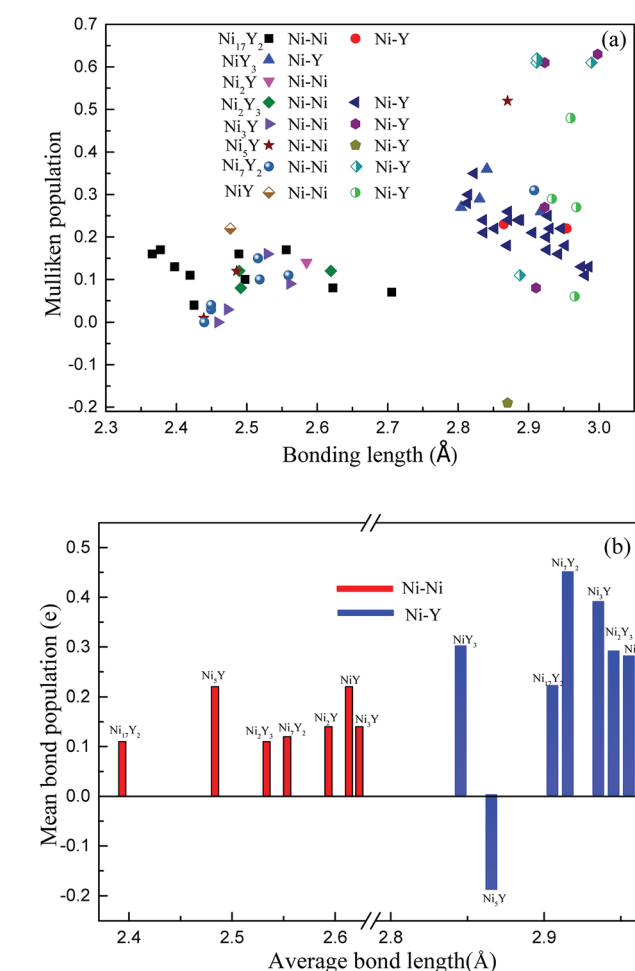 (a)
Ni17Y2 Ni-Ni Ni-Y
NiY3 Ni-Y
Ni2Y Ni-Ni
Ni2Y3 Ni-Ni Ni-Y
Ni3Y Ni-Ni Ni-Y
Ni5Y Ni-Ni Ni-Y
Ni7Y2 Ni-Ni Ni-Y
NiY Ni-Ni Ni-Y
Mulliken population
0.7
0.6
0.5
0.4
0.3
0.2
0.1
0.0
-0.1
-0.2
2.3 2.4 2.5 2.6 2.7 2.8 2.9 3.0
Bonding length (Å)
(b)
Ni-Ni
Ni-Y
Mean bond population (e)
0.5
0.4
0.3
0.2
0.1
0.0
-0.1
-0.2
Ni17Y2
Ni5Y
Ni2Y3
Ni7Y2
Ni2Y
NiY
Ni3Y
NiY3
Ni5Y
Ni17Y2
Ni7Y2
Ni3Y
Ni2Y3
Ni
2.4 2.5 2.6 2.8 2.9
Average bond length(Å)